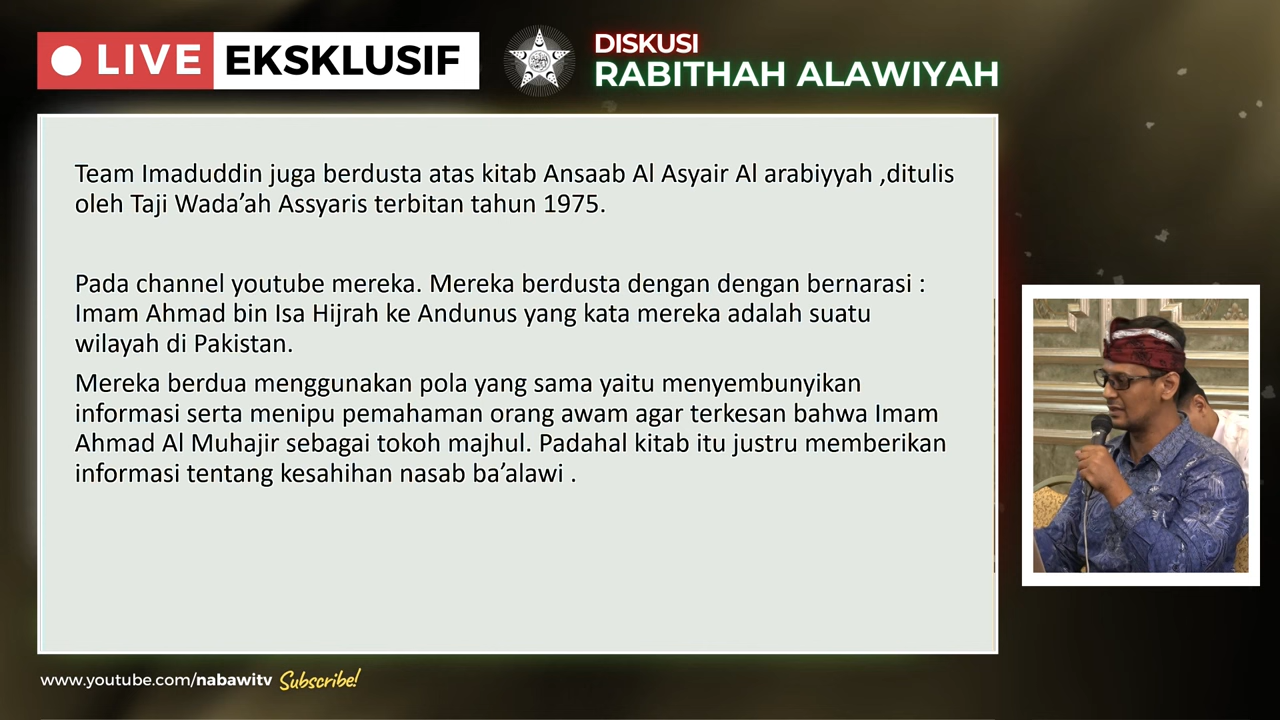 LIVE EKSKLUSIF
DISKUSI
RABITHAH ALAWIYAH
Team Imaduddin juga berdusta atas kitab Ansaab Al Asyair Al arabiyyah ,ditulis
oleh Taji Wada’ah Assyaris terbitan tahun 1975.
Pada channel youtube mereka. Mereka berdusta dengan dengan bernarasi :
Imam Ahmad bin Isa Hijrah ke Andunus yang kata mereka adalah suatu
wilayah di Pakistan.
Mereka berdua menggunakan pola yang sama yaitu menyembunyikan
informasi serta menipu pemahaman orang awam agar terkesan bahwa Imam
Ahmad Al Muhajir sebagai tokoh majhul. Padahal kitab itu justru memberikan
informasi tentang kesahihan nasab ba’alawi .
www.youtube.com/nabawitv Subscribe!